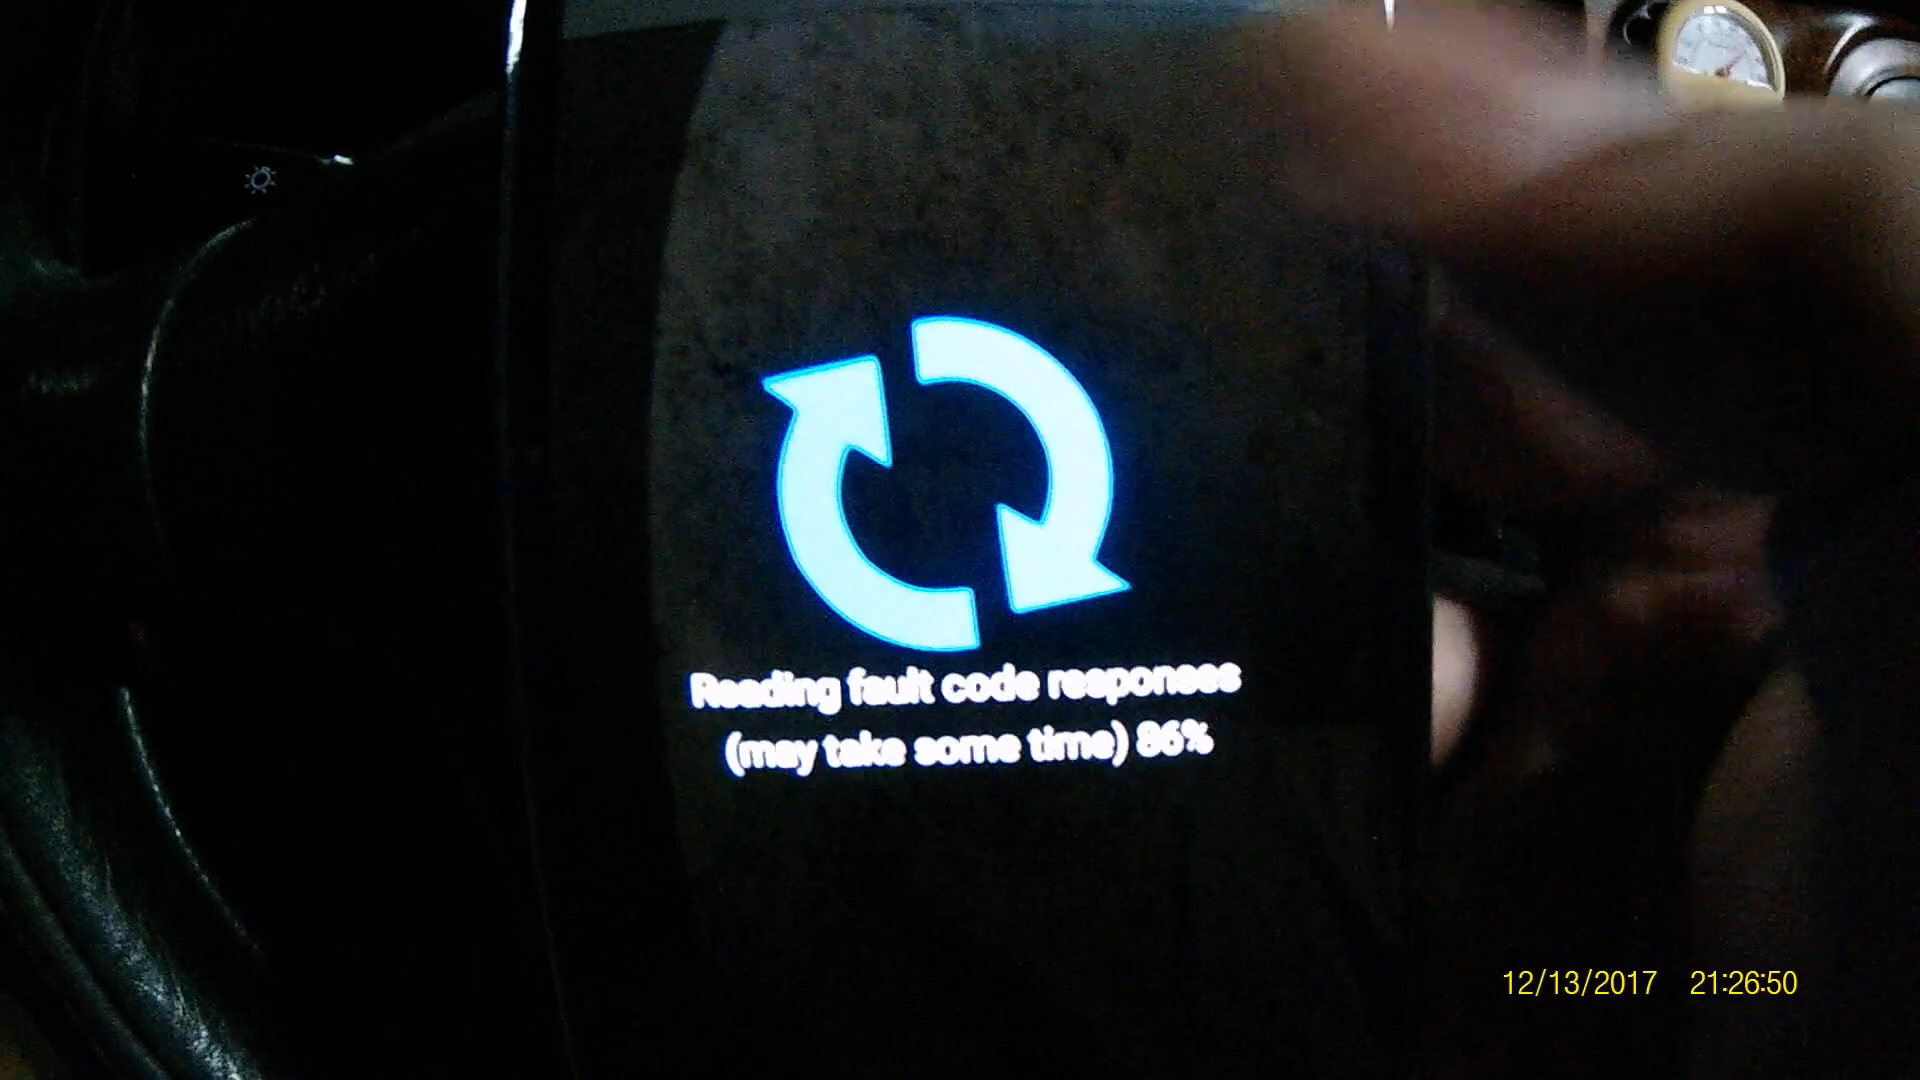 Reading fault code responses
(may take some time) 86%
12/13/2017 21:26:50